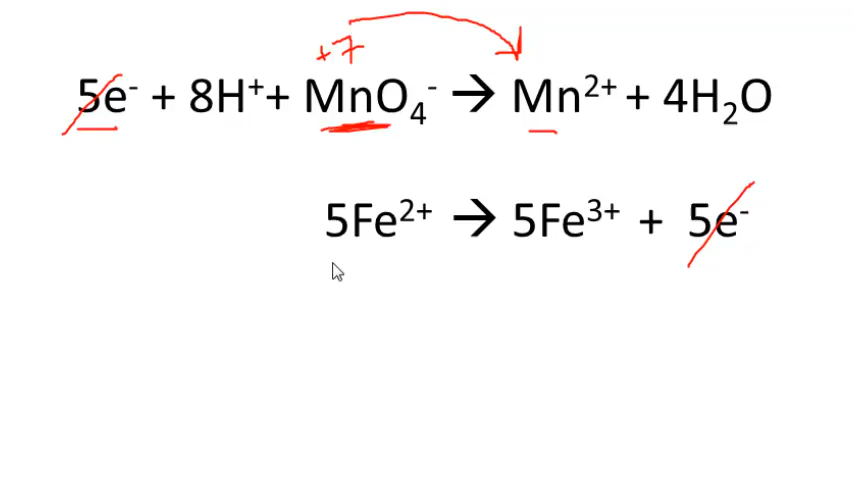 +7
5e⁻ + 8H⁺+ MnO₄⁻ → Mn²⁺ + 4H₂O
5Fe²⁺ → 5Fe³⁺ + 5e⁻